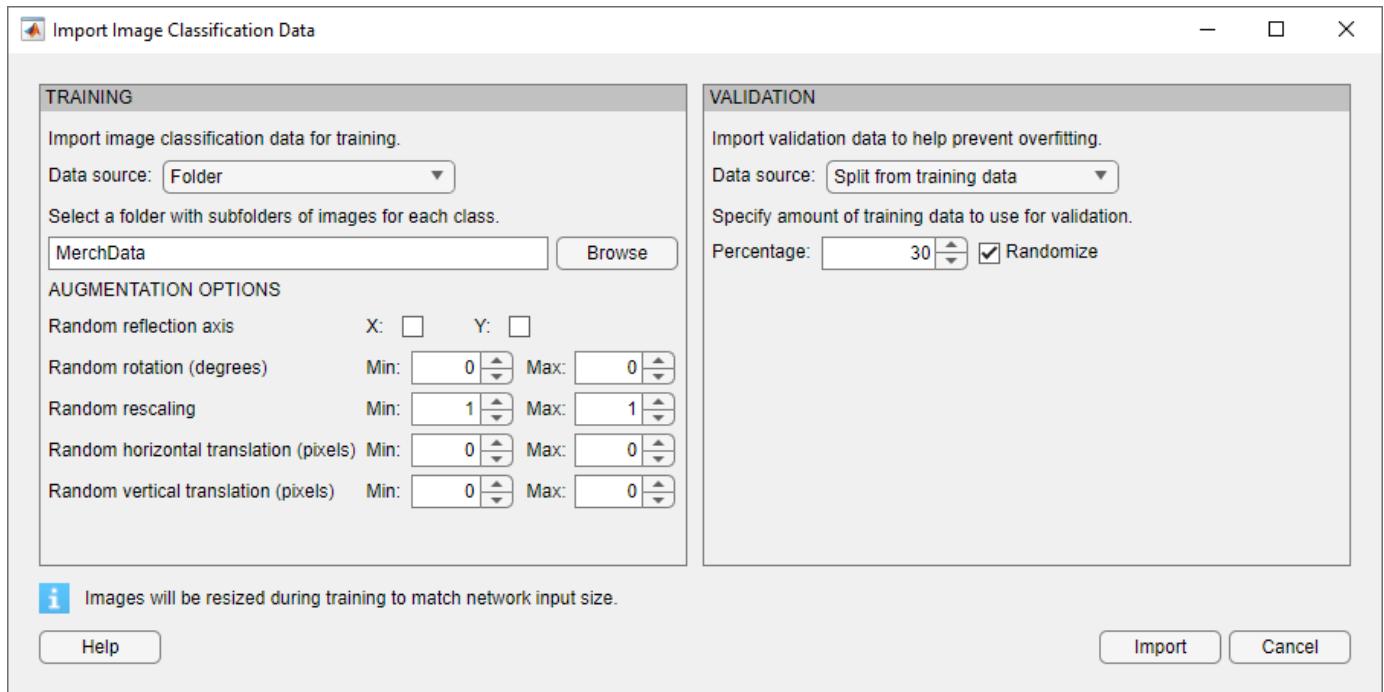 Import Image Classification Data
TRAINING
Import image classification data for training.
Data source: Folder
Select a folder with subfolders of images for each class.
MerchData Browse
AUGMENTATION OPTIONS
Random reflection axis X: Y:
Random rotation (degrees) Min: 0 Max: 0
Random rescaling Min: 1 Max: 1
Random horizontal translation (pixels) Min: 0 Max: 0
Random vertical translation (pixels) Min: 0 Max: 0
VALIDATION
Import validation data to help prevent overfitting.
Data source: Split from training data
Specify amount of training data to use for validation.
Percentage: 30 Randomize
i Images will be resized during training to match network input size.
Help Import Cancel